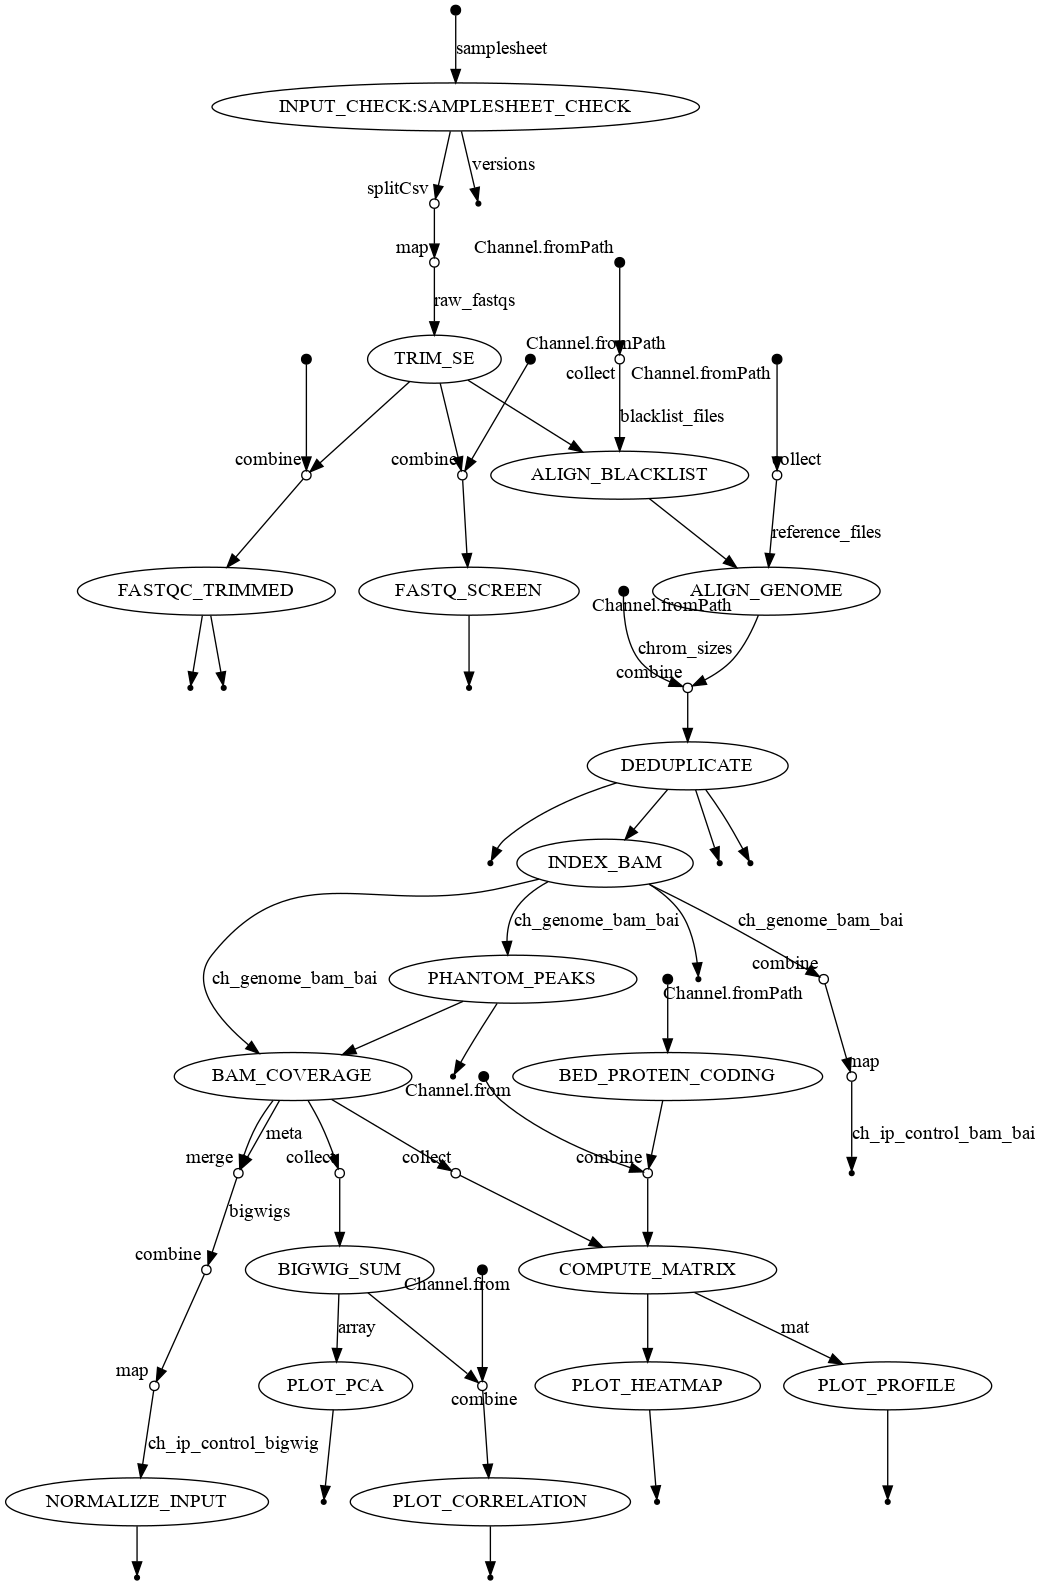 samplesheet
INPUT_CHECK:SAMPLESHEET_CHECK
versions
splitCsv
map
Channel.fromPath
raw_fastqs
Channel.fromPath
TRIM_SE
collect
Channel.fromPath
blacklist_files
combine
combine
ALIGN_BLACKLIST
collect
reference_files
FASTQC_TRIMMED
FASTQ_SCREEN
ALIGN_GENOME
Channel.fromPath
chrom_sizes
combine
DEDUPLICATE
INDEX_BAM
ch_genome_bam_bai
ch_genome_bam_bai
combine
ch_genome_bam_bai
PHANTOM_PEAKS
Channel.fromPath
map
BAM_COVERAGE
Channel.from
BED_PROTEIN_CODING
meta
ch_ip_control_bam_bai
merge
collect
collect
combine
bigwigs
combine
BIGWIG_SUM
Channel.from
COMPUTE_MATRIX
array
mat
map
PLOT_PCA
combine
PLOT_HEATMAP
PLOT_PROFILE
ch_ip_control_bigwig
NORMALIZE_INPUT
PLOT_CORRELATION